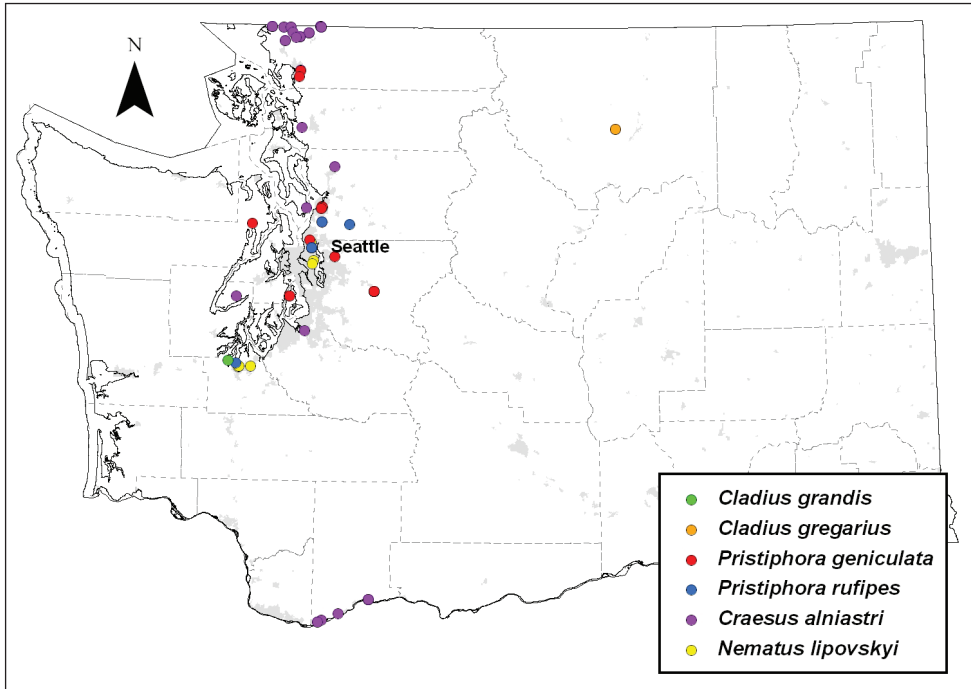 N
Seattle
Cladius grandis
Cladius gregarius
Pristiphora geniculata
Pristiphora rufipes
Craesus alniastri
Nematus lipovskyi